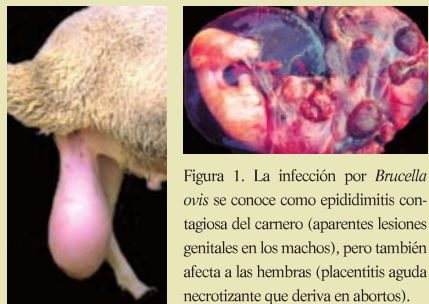 Figura 1. La infección por Brucella
ovis se conoce como epididimitis con-
tagiosa del carnero (aparentes lesiones
genitales en los machos), pero también
afecta a las hembras (placentitis aguda
necrotizante que deriva en abortos).